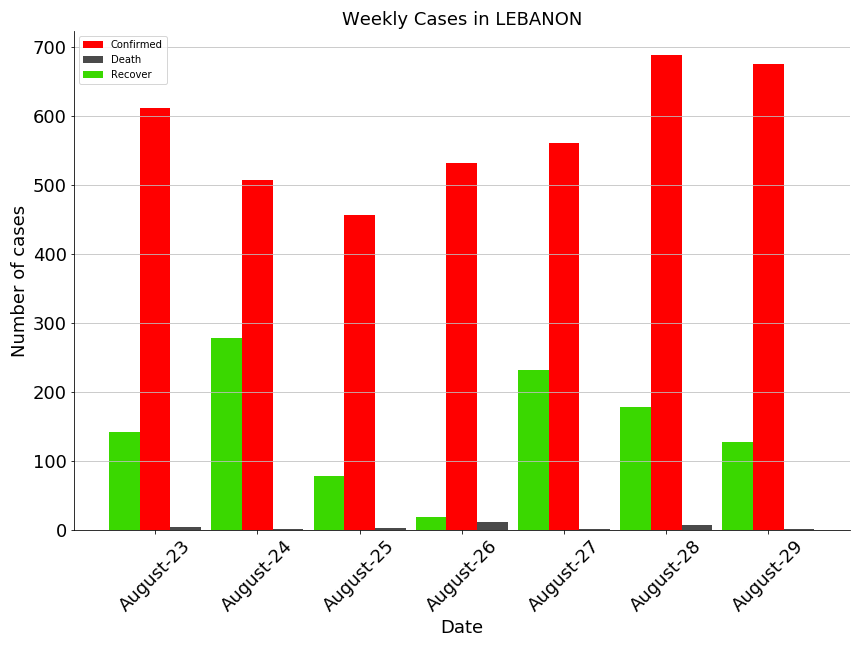 Weekly Cases in LEBANON
Confirmed
Death
Recover
700
600
500
400
300
200
100
0
Number of cases
August-23
August-24
August-25
August-26
August-27
August-28
August-29
Date